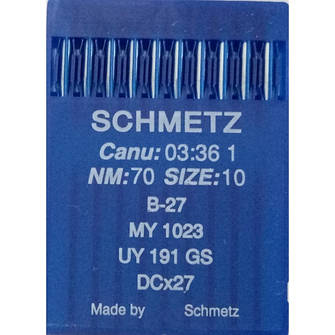 SCHMETZ
Canu: 03:36 1
NM:70 SIZE:10
B-27
MY 1023
UY 191 GS
DCx27
Made by Schmetz